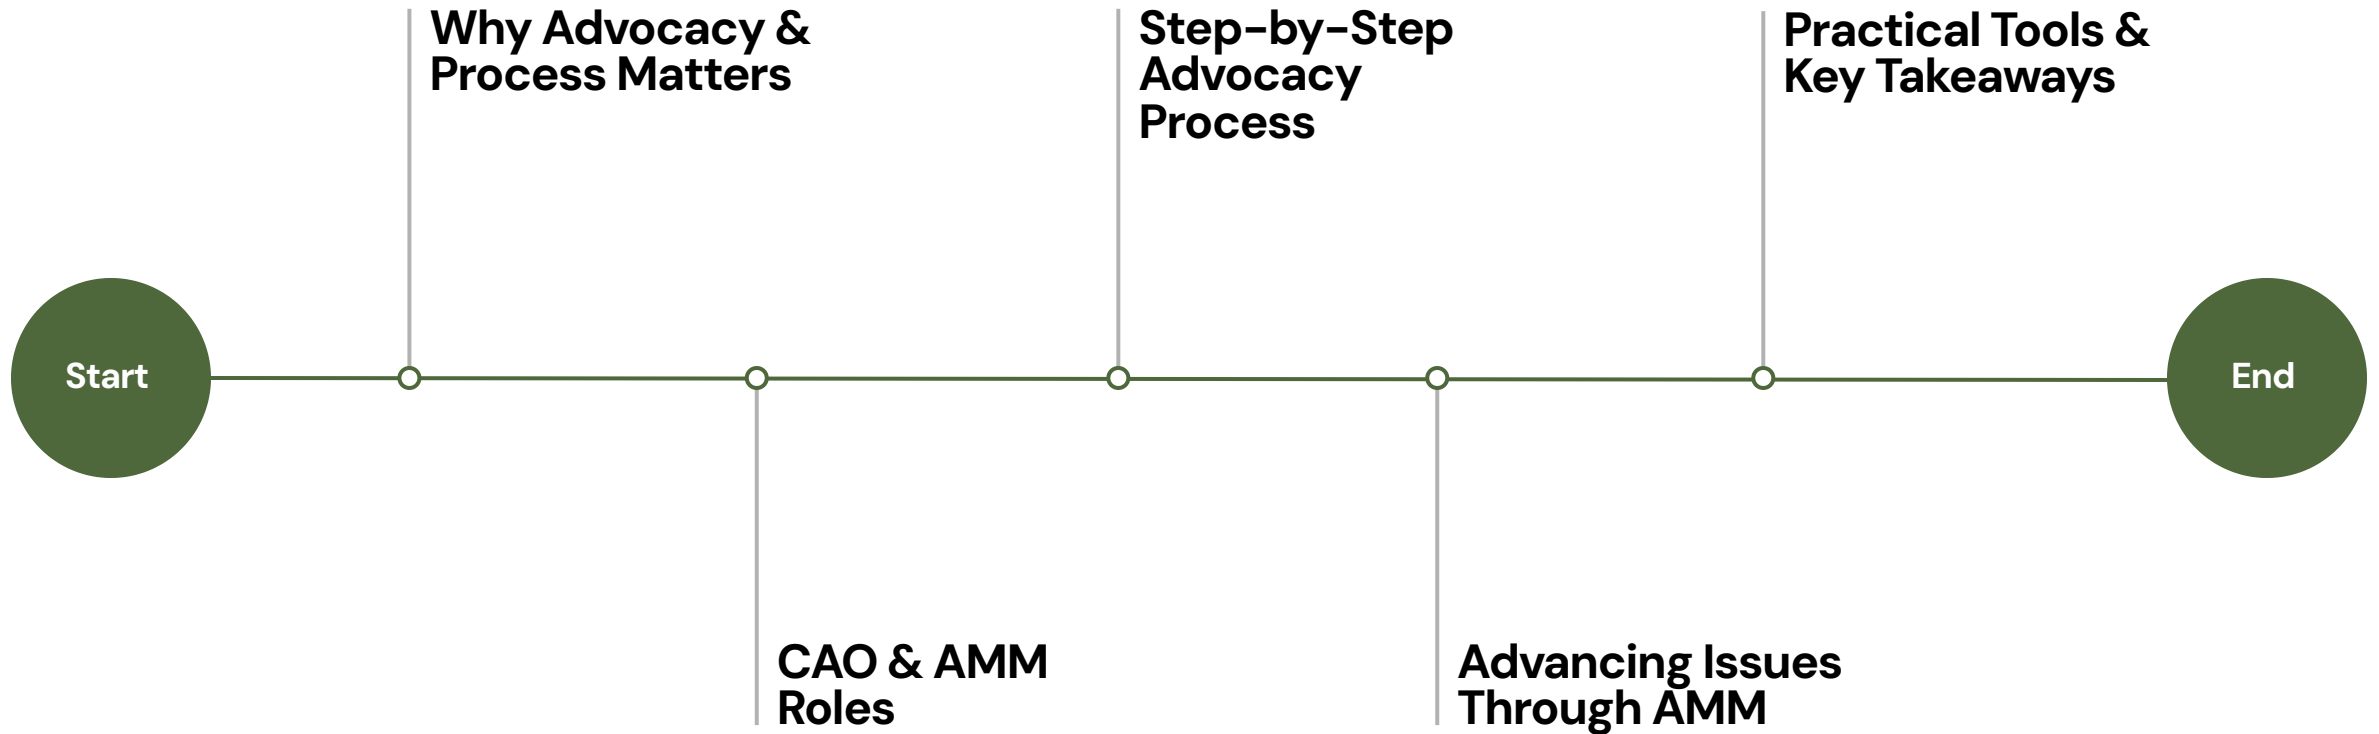 Why Advocacy &
Process Matters
Step-by-Step
Advocacy
Process
Practical Tools &
Key Takeaways
Start
End
CAO & AMM
Roles
Advancing Issues
Through AMM